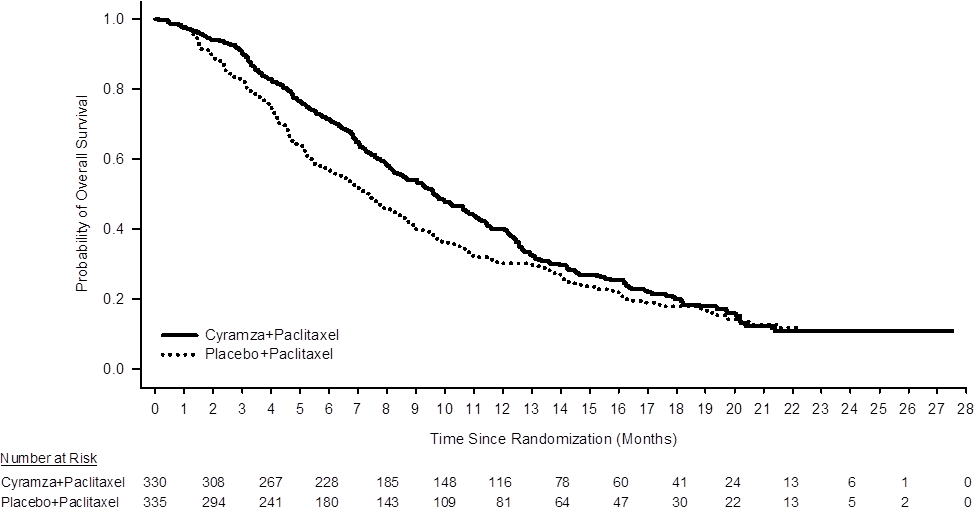 Probability of Overall Survival
1.0
0.8
0.6
0.4
0.2
0.0
Cyramza+Paclitaxel
Placebo+Paclitaxel
0 1 2 3 4 5 6 7 8 9 10 11 12 13 14 15 16 17 18 19 20 21 22 23 24 25 26 27 28
Time Since Randomization (Months)
Number at Risk
Cyramza+Paclitaxel 330 308 267 228 185 148 116 78 60 41 24 13 6 1 0
Placebo+Paclitaxel 335 294 241 180 143 109 81 64 47 30 22 13 5 2 0